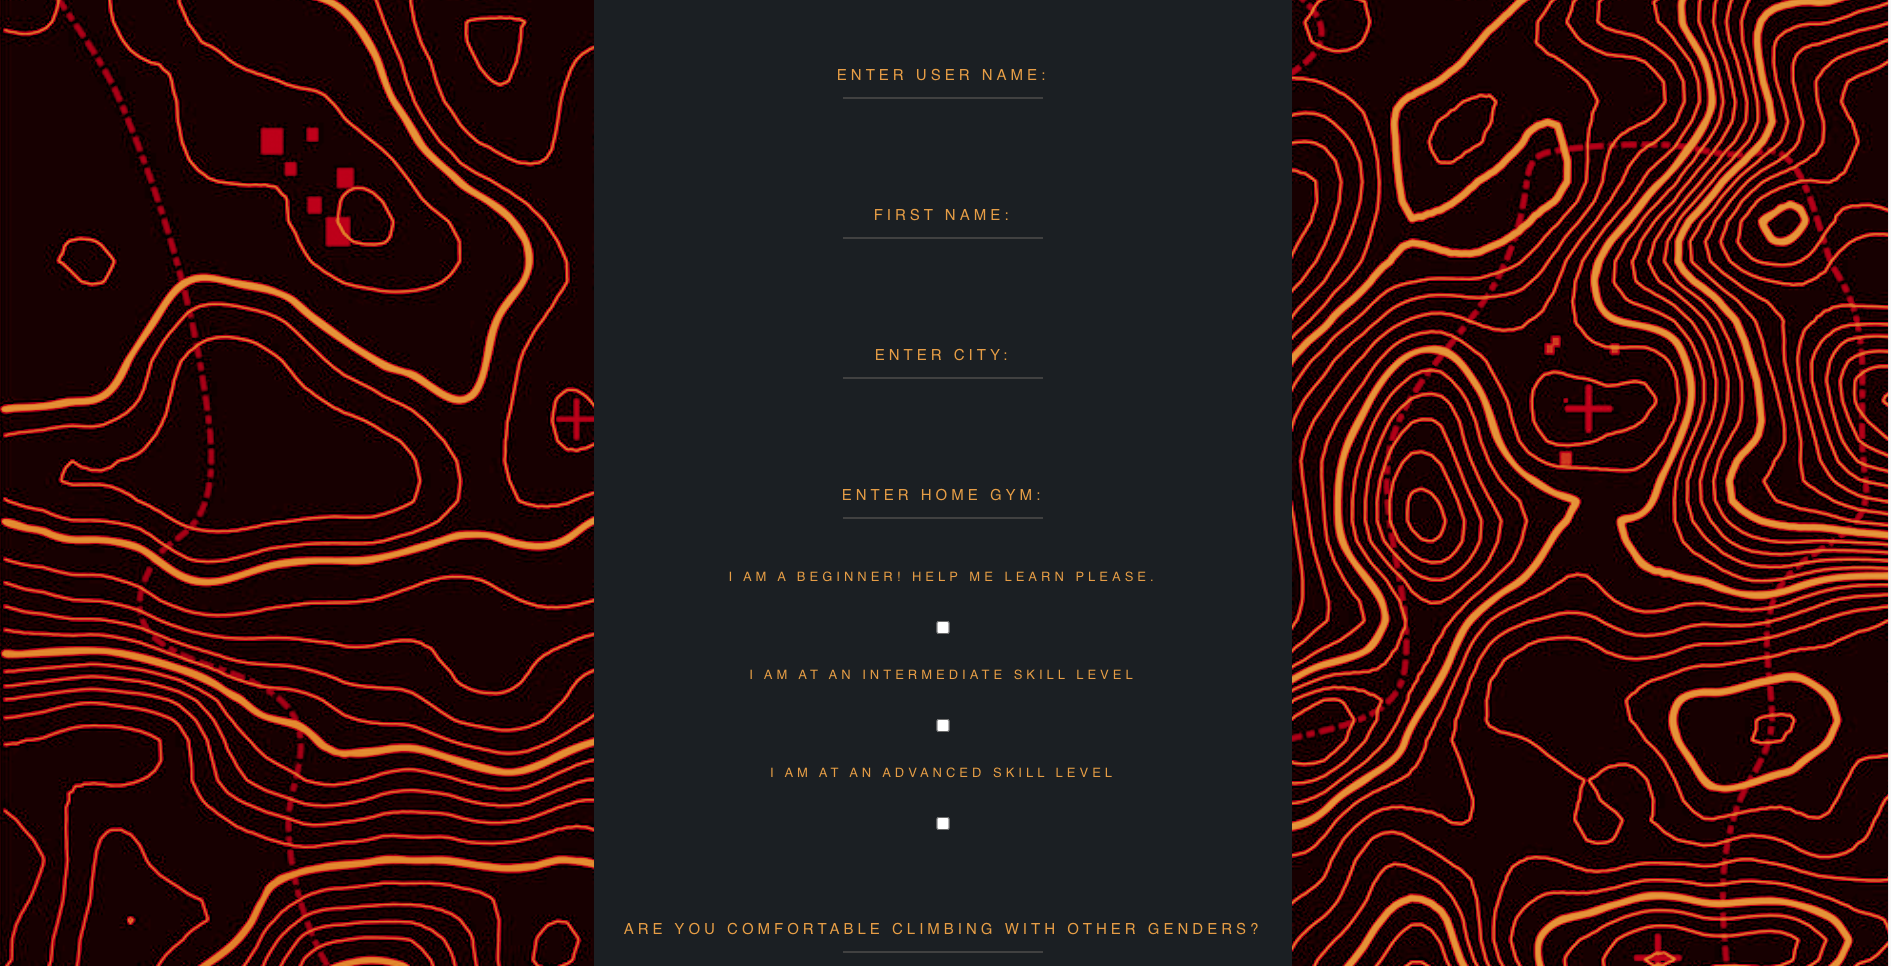 ENTER USER NAME:
FIRST NAME:
ENTER CITY:
ENTER HOME GYM:
I AM A BEGINNER! HELP ME LEARN PLEASE.
I AM AT AN INTERMEDIATE SKILL LEVEL
I AM AT AN ADVANCED SKILL LEVEL
ARE YOU COMFORTABLE CLIMBING WITH OTHER GENDERS?